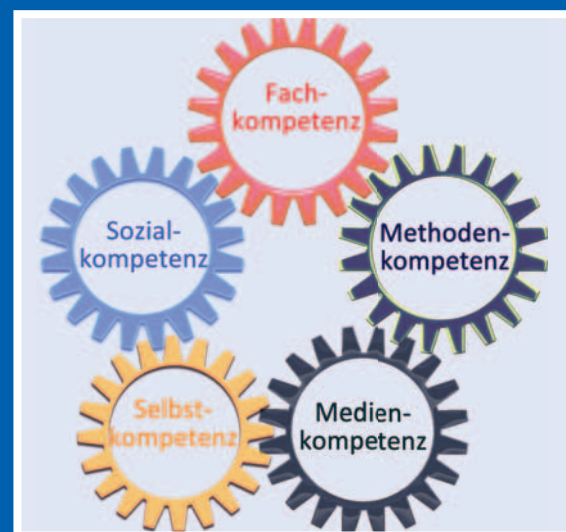 Fach-
kompetenz
Sozial-
kompetenz
Methoden-
kompetenz
Selbst-
kompetenz
Medien-
kompetenz